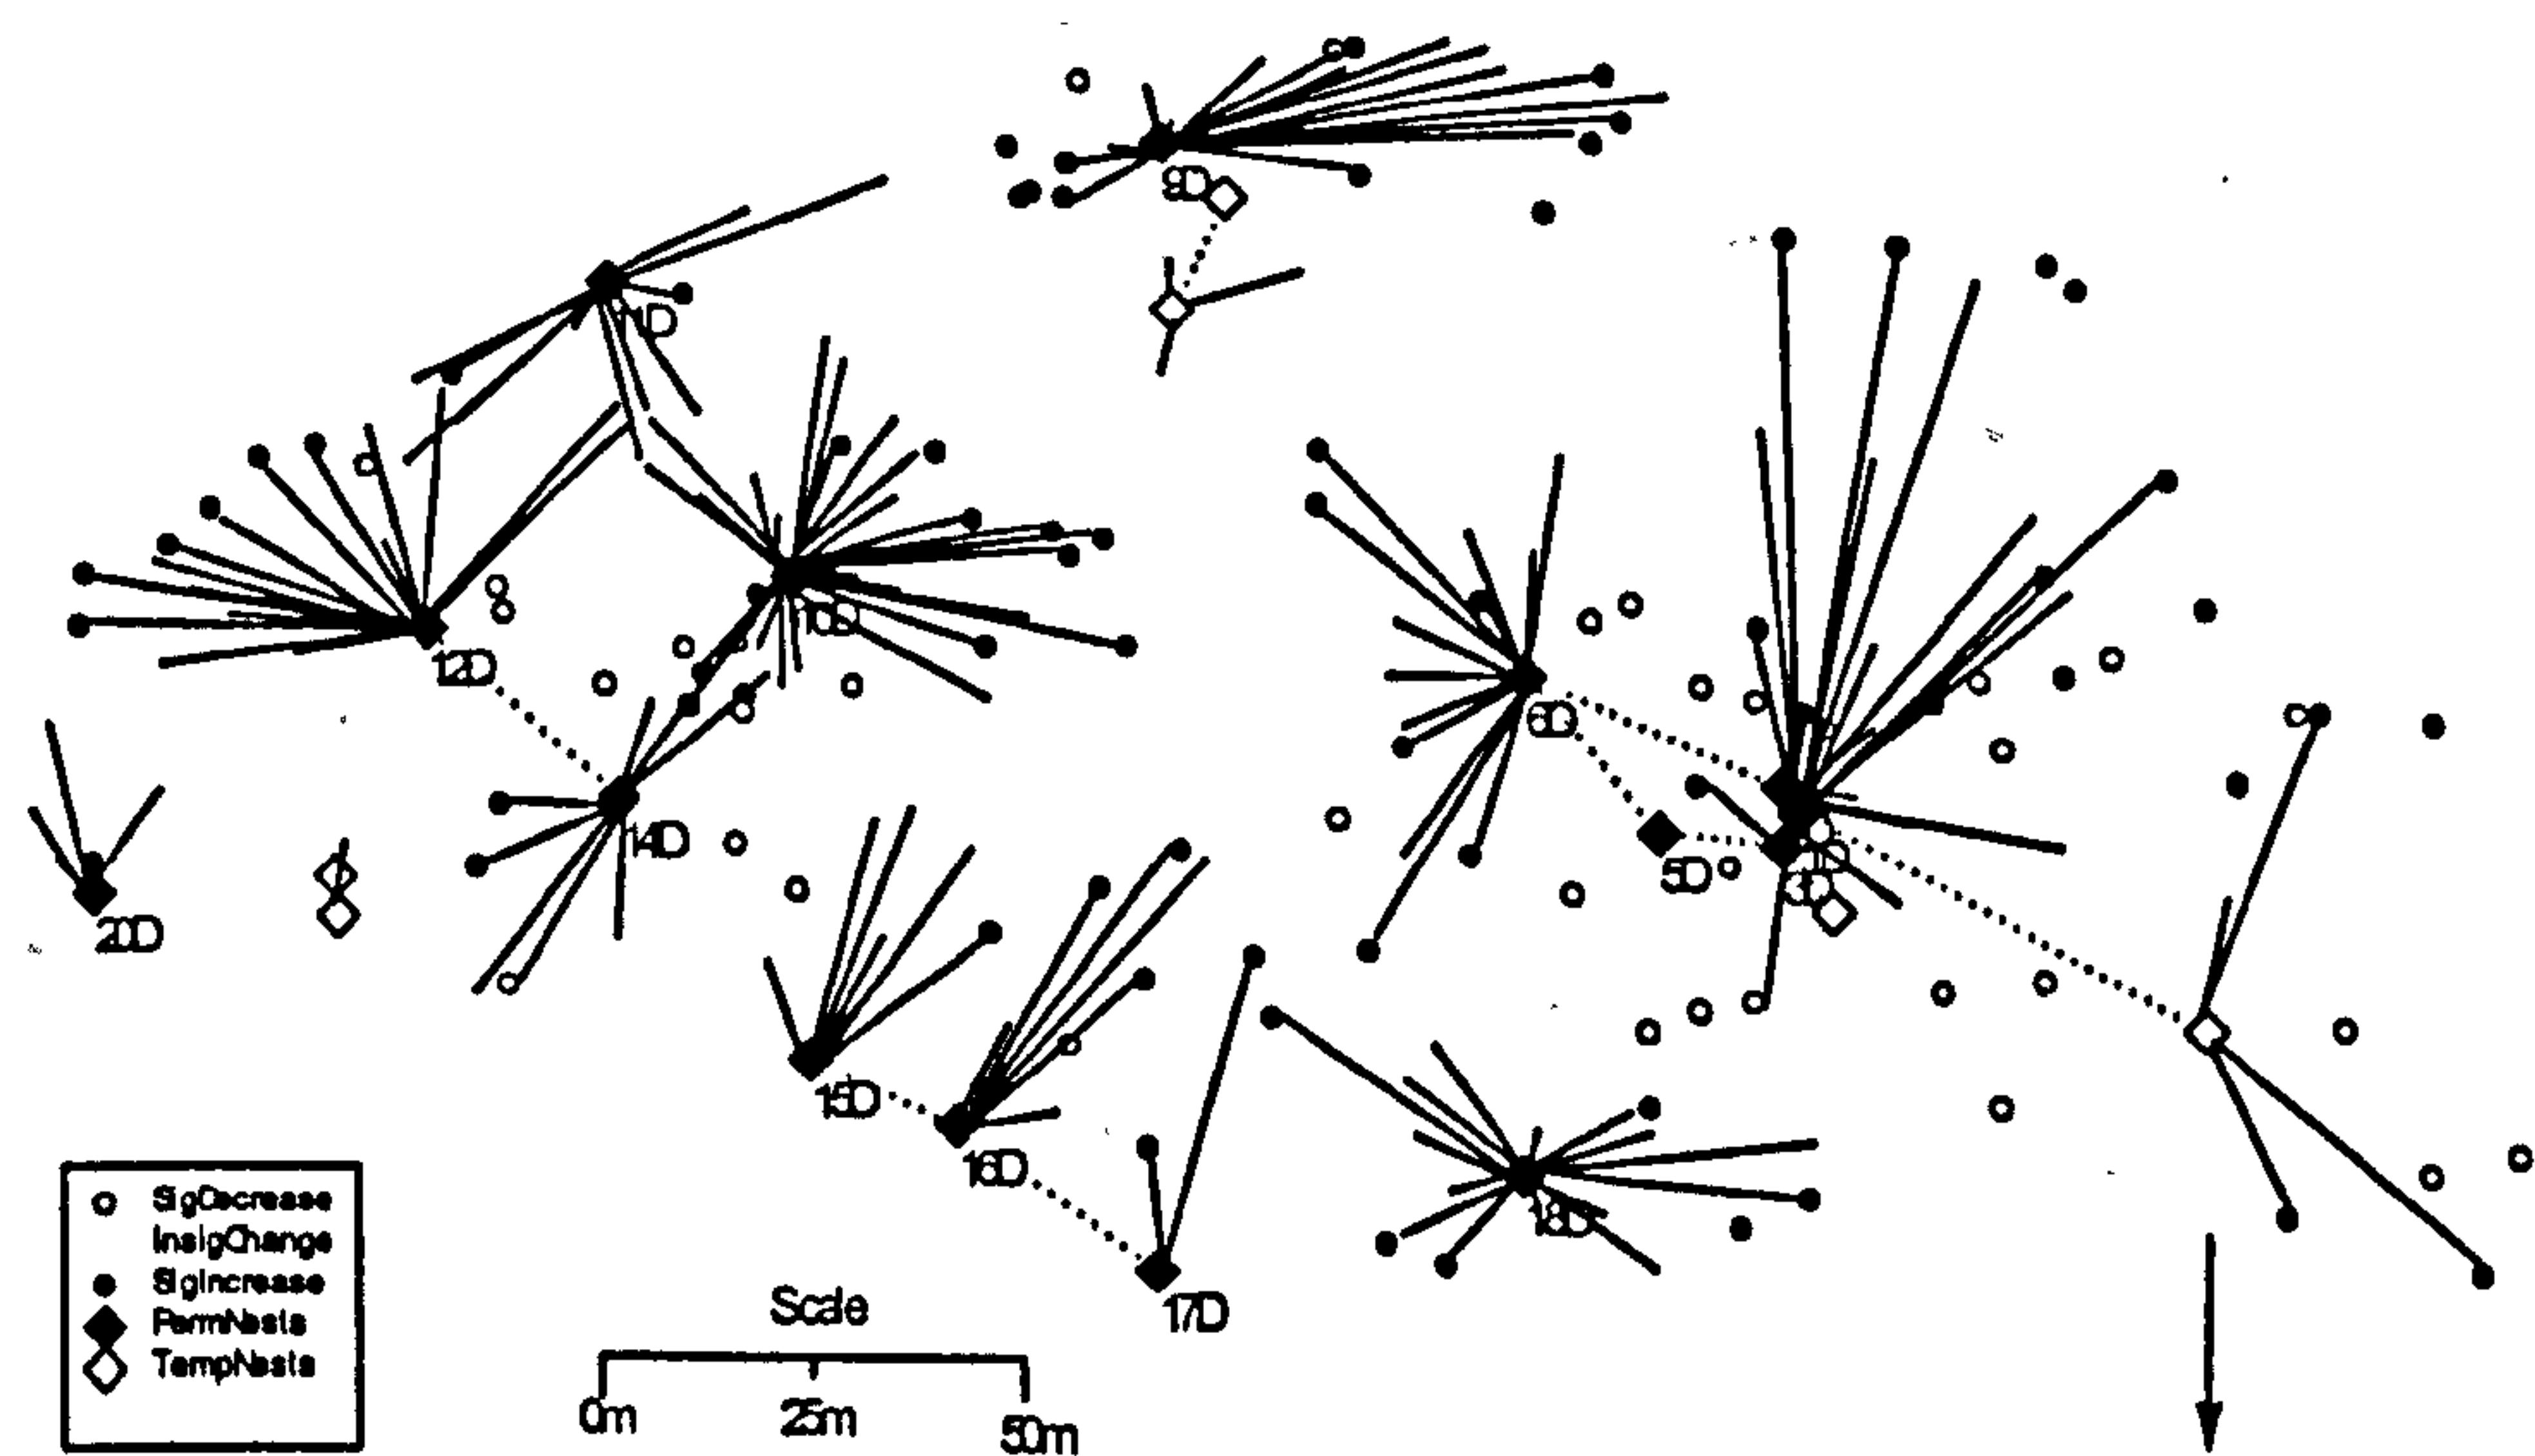 9D
11D
10D
12D
6D
14D
5D
3D
20D
15D
16D
18D
17D
SigDecrease
InsigChange
SigIncrease
PermNests
TempNests
Scale
0m
25m
50m